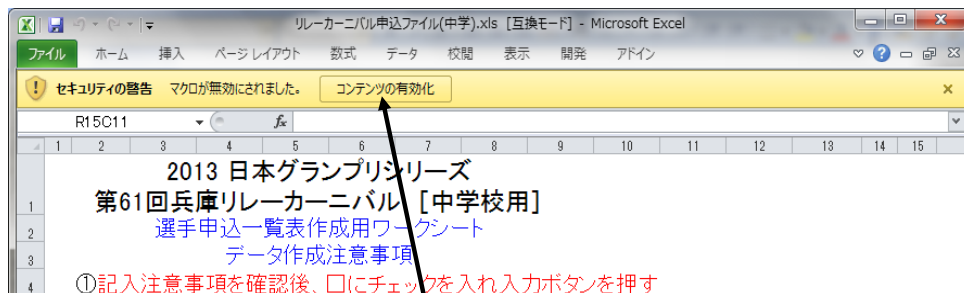 リレーカーニバル申込ファイル(中学).xls [互換モード] - Microsoft Excel
ファイル ホーム 挿入 ページ レイアウト 数式 データ 校閲 表示 開発 アドイン
セキュリティの警告 マクロが無効にされました。 コンテンツの有効化
R15C11 fx
1 2 3 4 5 6 7 8 9 10 11 12 13 14 15
2013 日本グランプリシリーズ
1 第61回兵庫リレーカーニバル [中学校用]
2 選手申込一覧表作成用ワークシート
3 データ作成注意事項
4 ①記入注意事項を確認後、□にチェックを入れ入力ボタンを押す